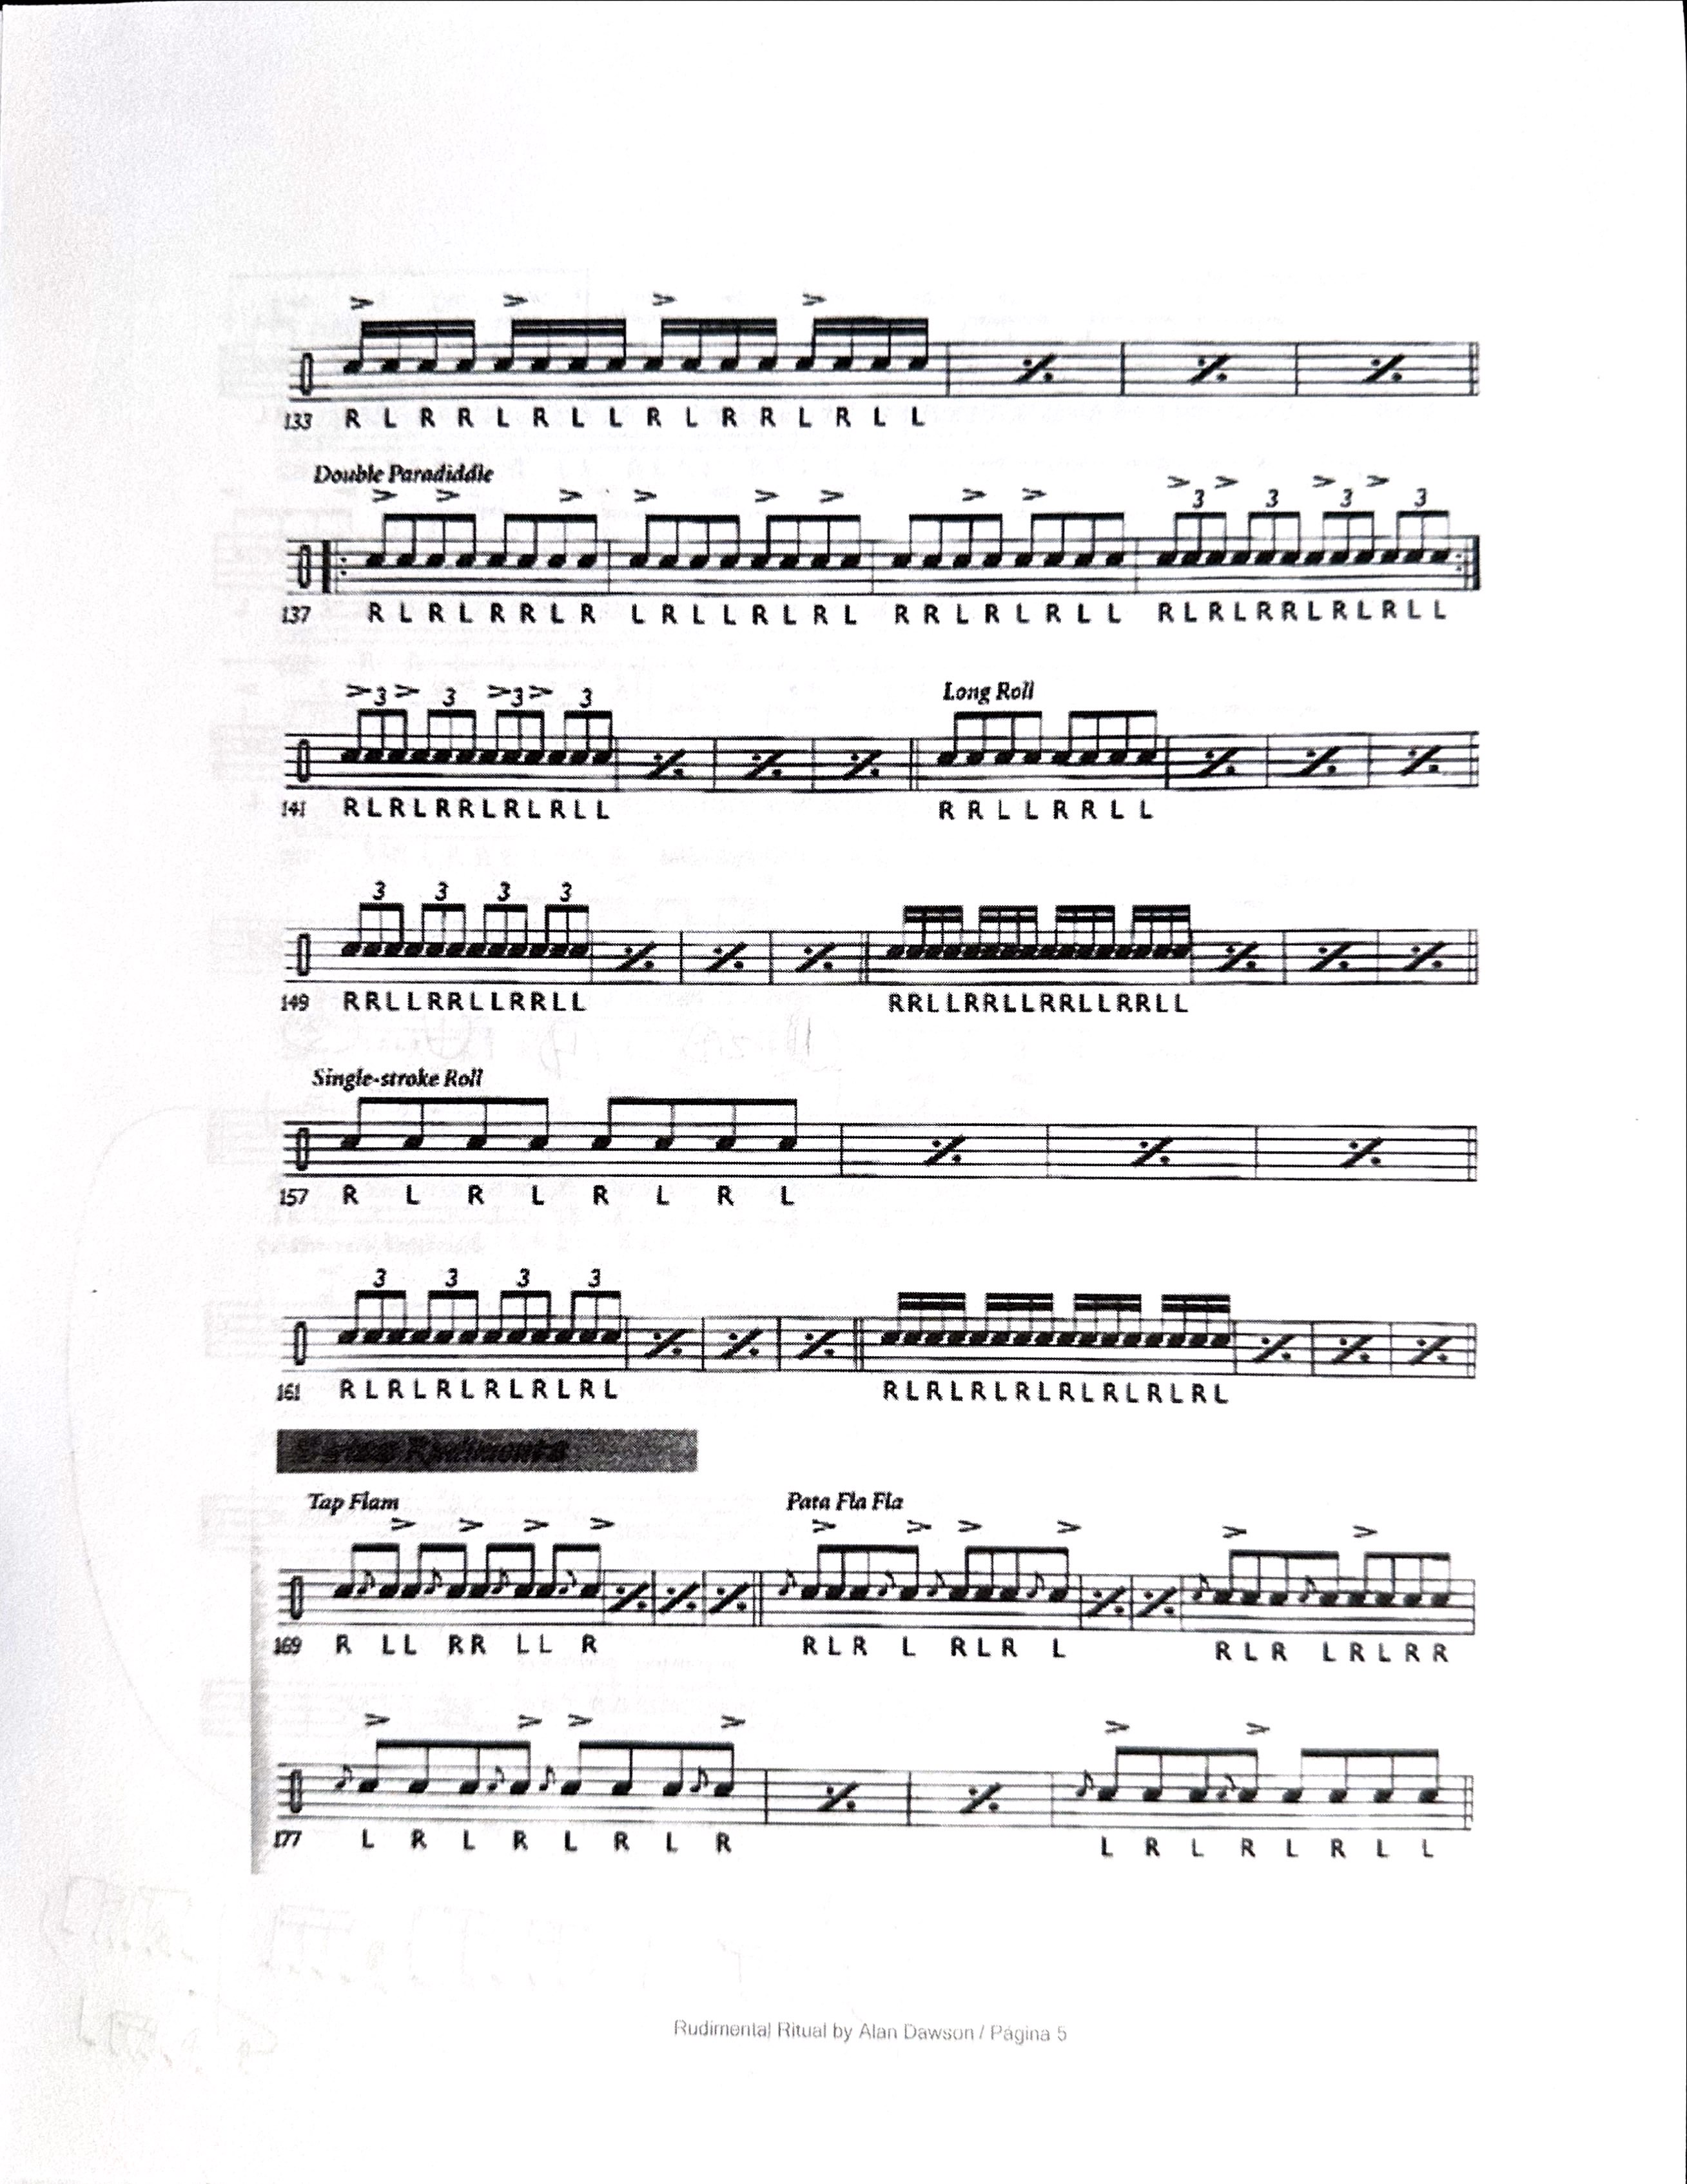 133 R L R R L R L L R L R R L R L L
Double Paradiddle
3 3 3 3
137 R L R L R R L R L R L L R L R L R R L R L R L L R L R L R R L R L R L L
3 3 3 3 Long Roll
141 R L R L R R L R L R L L R R L L R R L L
3 3 3 3
149 R R L L R R L L R R L L R R L L R R L L R R L L R R L L
Single-stroke Roll
157 R L R L R L R L
3 3 3 3
161 R L R L R L R L R L R L R L R L R L R L R L R L R L R L
Rudiments
Tap Flam Para Fla Fla
169 R L L R R L L R R L R L R L R L R L R L R L R R
177 L R L R L R L R L R L R L R L L
Rudimental Ritual by Alan Dawson / Página 5